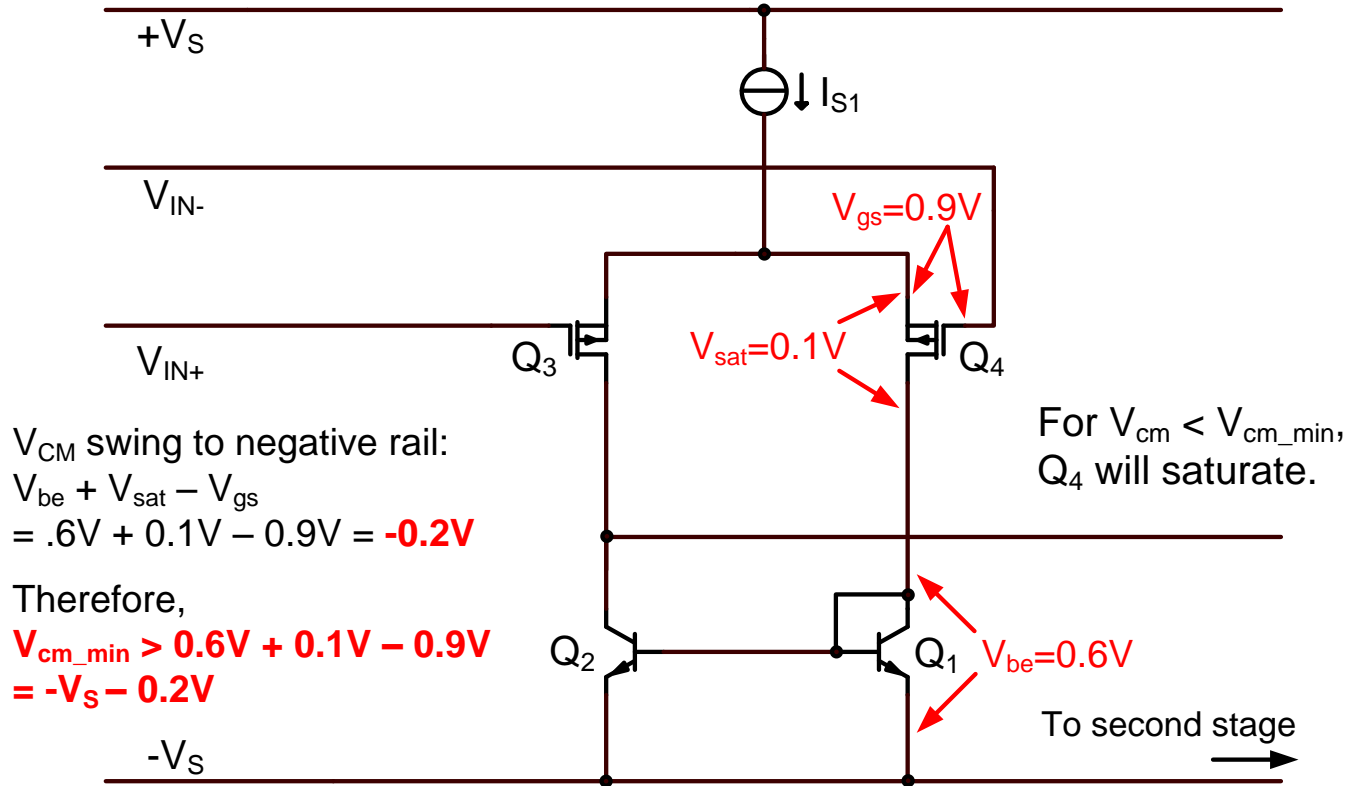 +VS
IS1
VIN-
Vgs=0.9V
Vsat=0.1V
VIN+
Q3
Q4
VCM swing to negative rail:
Vbe + Vsat – Vgs
= .6V + 0.1V – 0.9V = -0.2V
Therefore,
Vcm_min > 0.6V + 0.1V – 0.9V
= -VS – 0.2V
For Vcm < Vcm_min,
Q4 will saturate.
Q2
Q1
Vbe=0.6V
To second stage
-VS